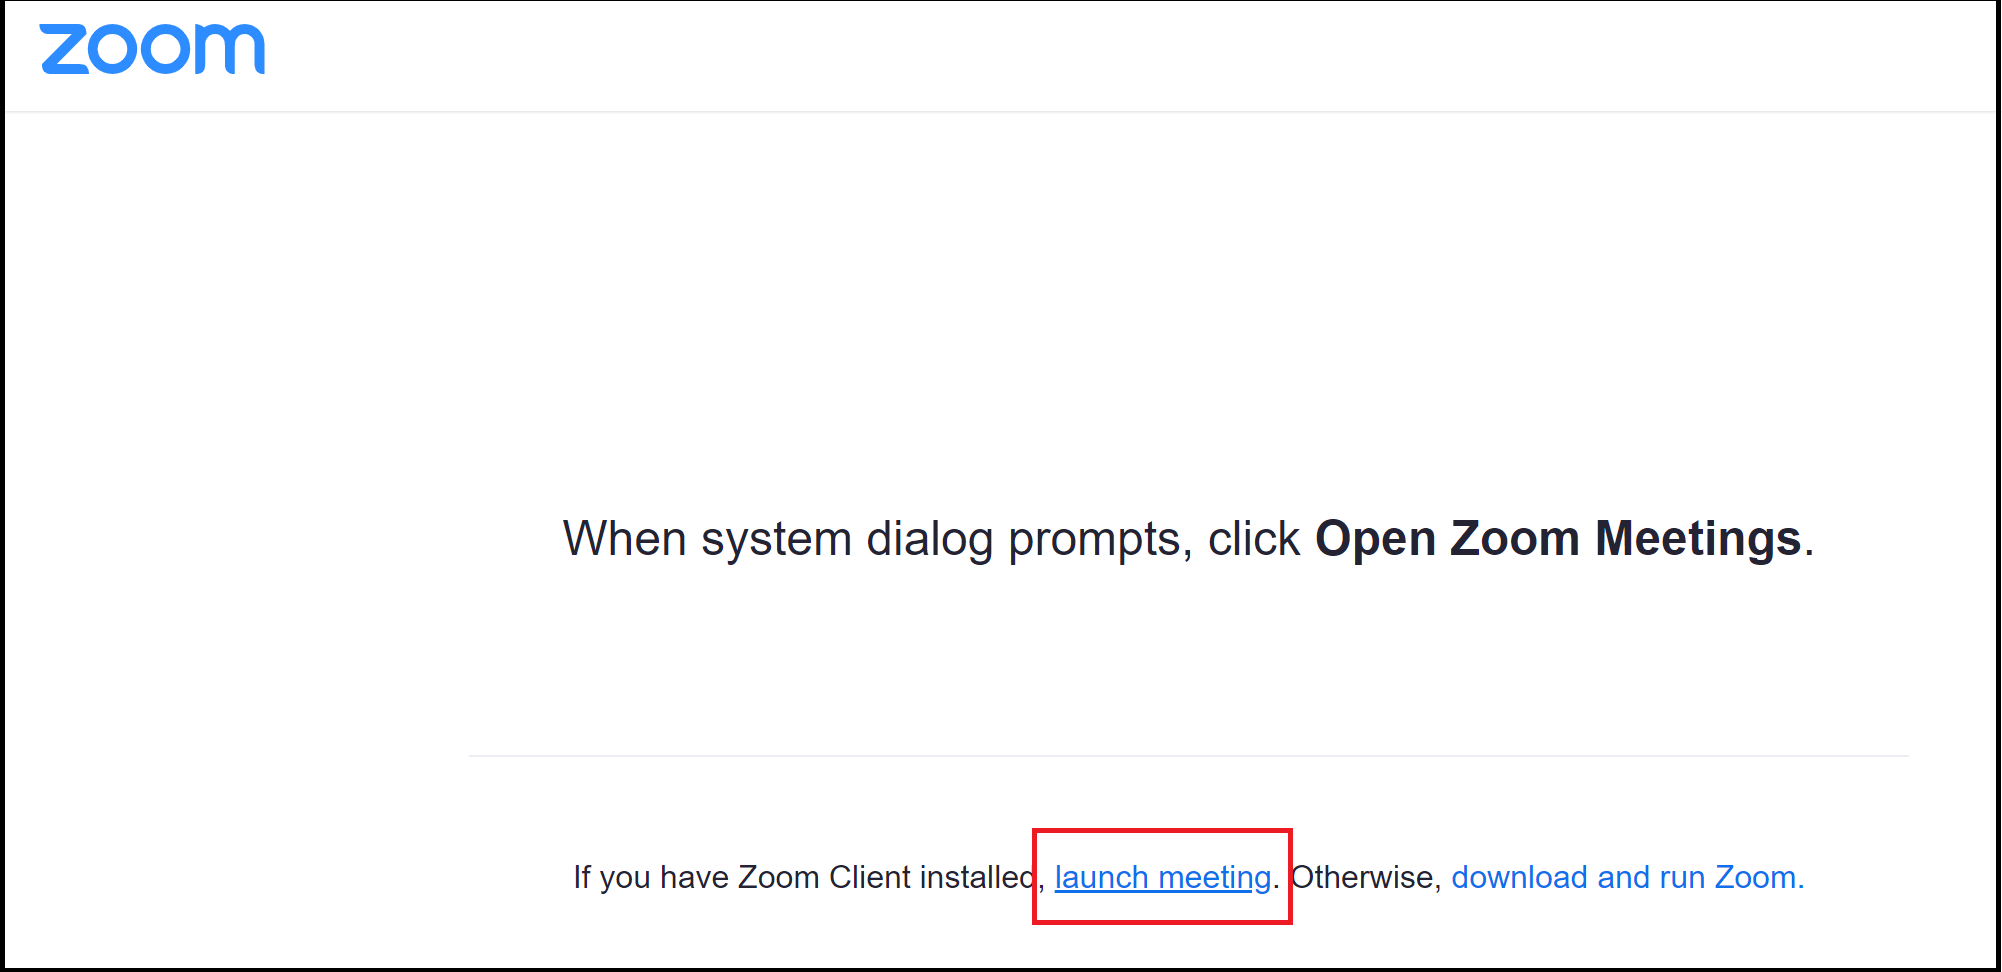 zoom
When system dialog prompts, click Open Zoom Meetings.
If you have Zoom Client installed, launch meeting. Otherwise, download and run Zoom.